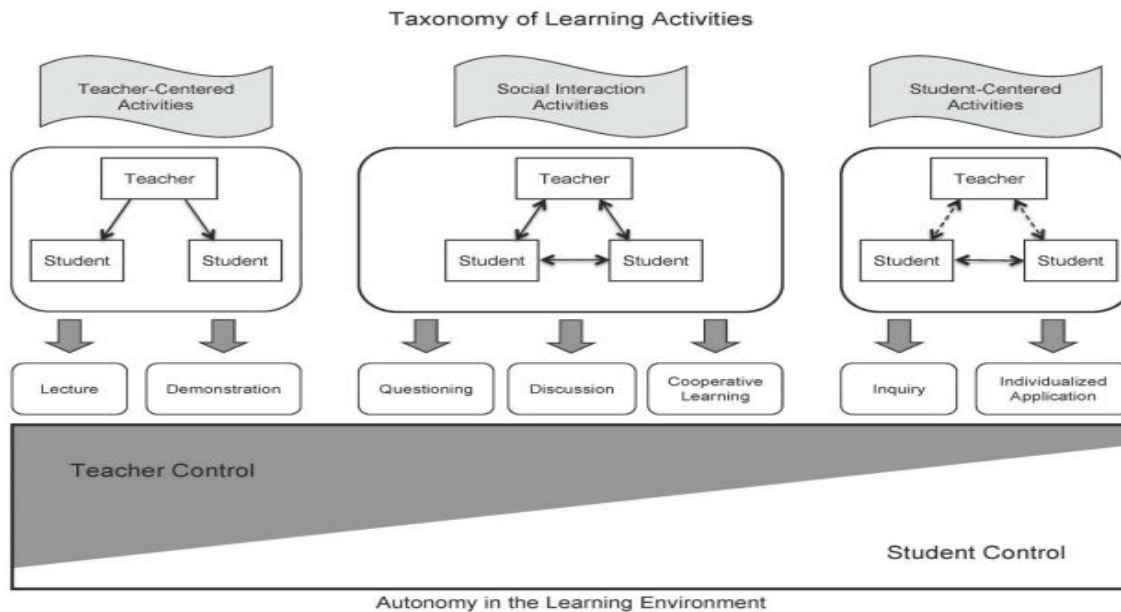 Taxonomy of Learning Activities
Teacher-Centered
Activities
Social Interaction
Activities
Student-Centered
Activities
Teacher
Student
Student
Teacher
Student
Student
Teacher
Student
Student
Lecture
Demonstration
Questioning
Discussion
Cooperative
Learning
Inquiry
Individualized
Application
Teacher Control
Student Control
Autonomy in the Learning Environment